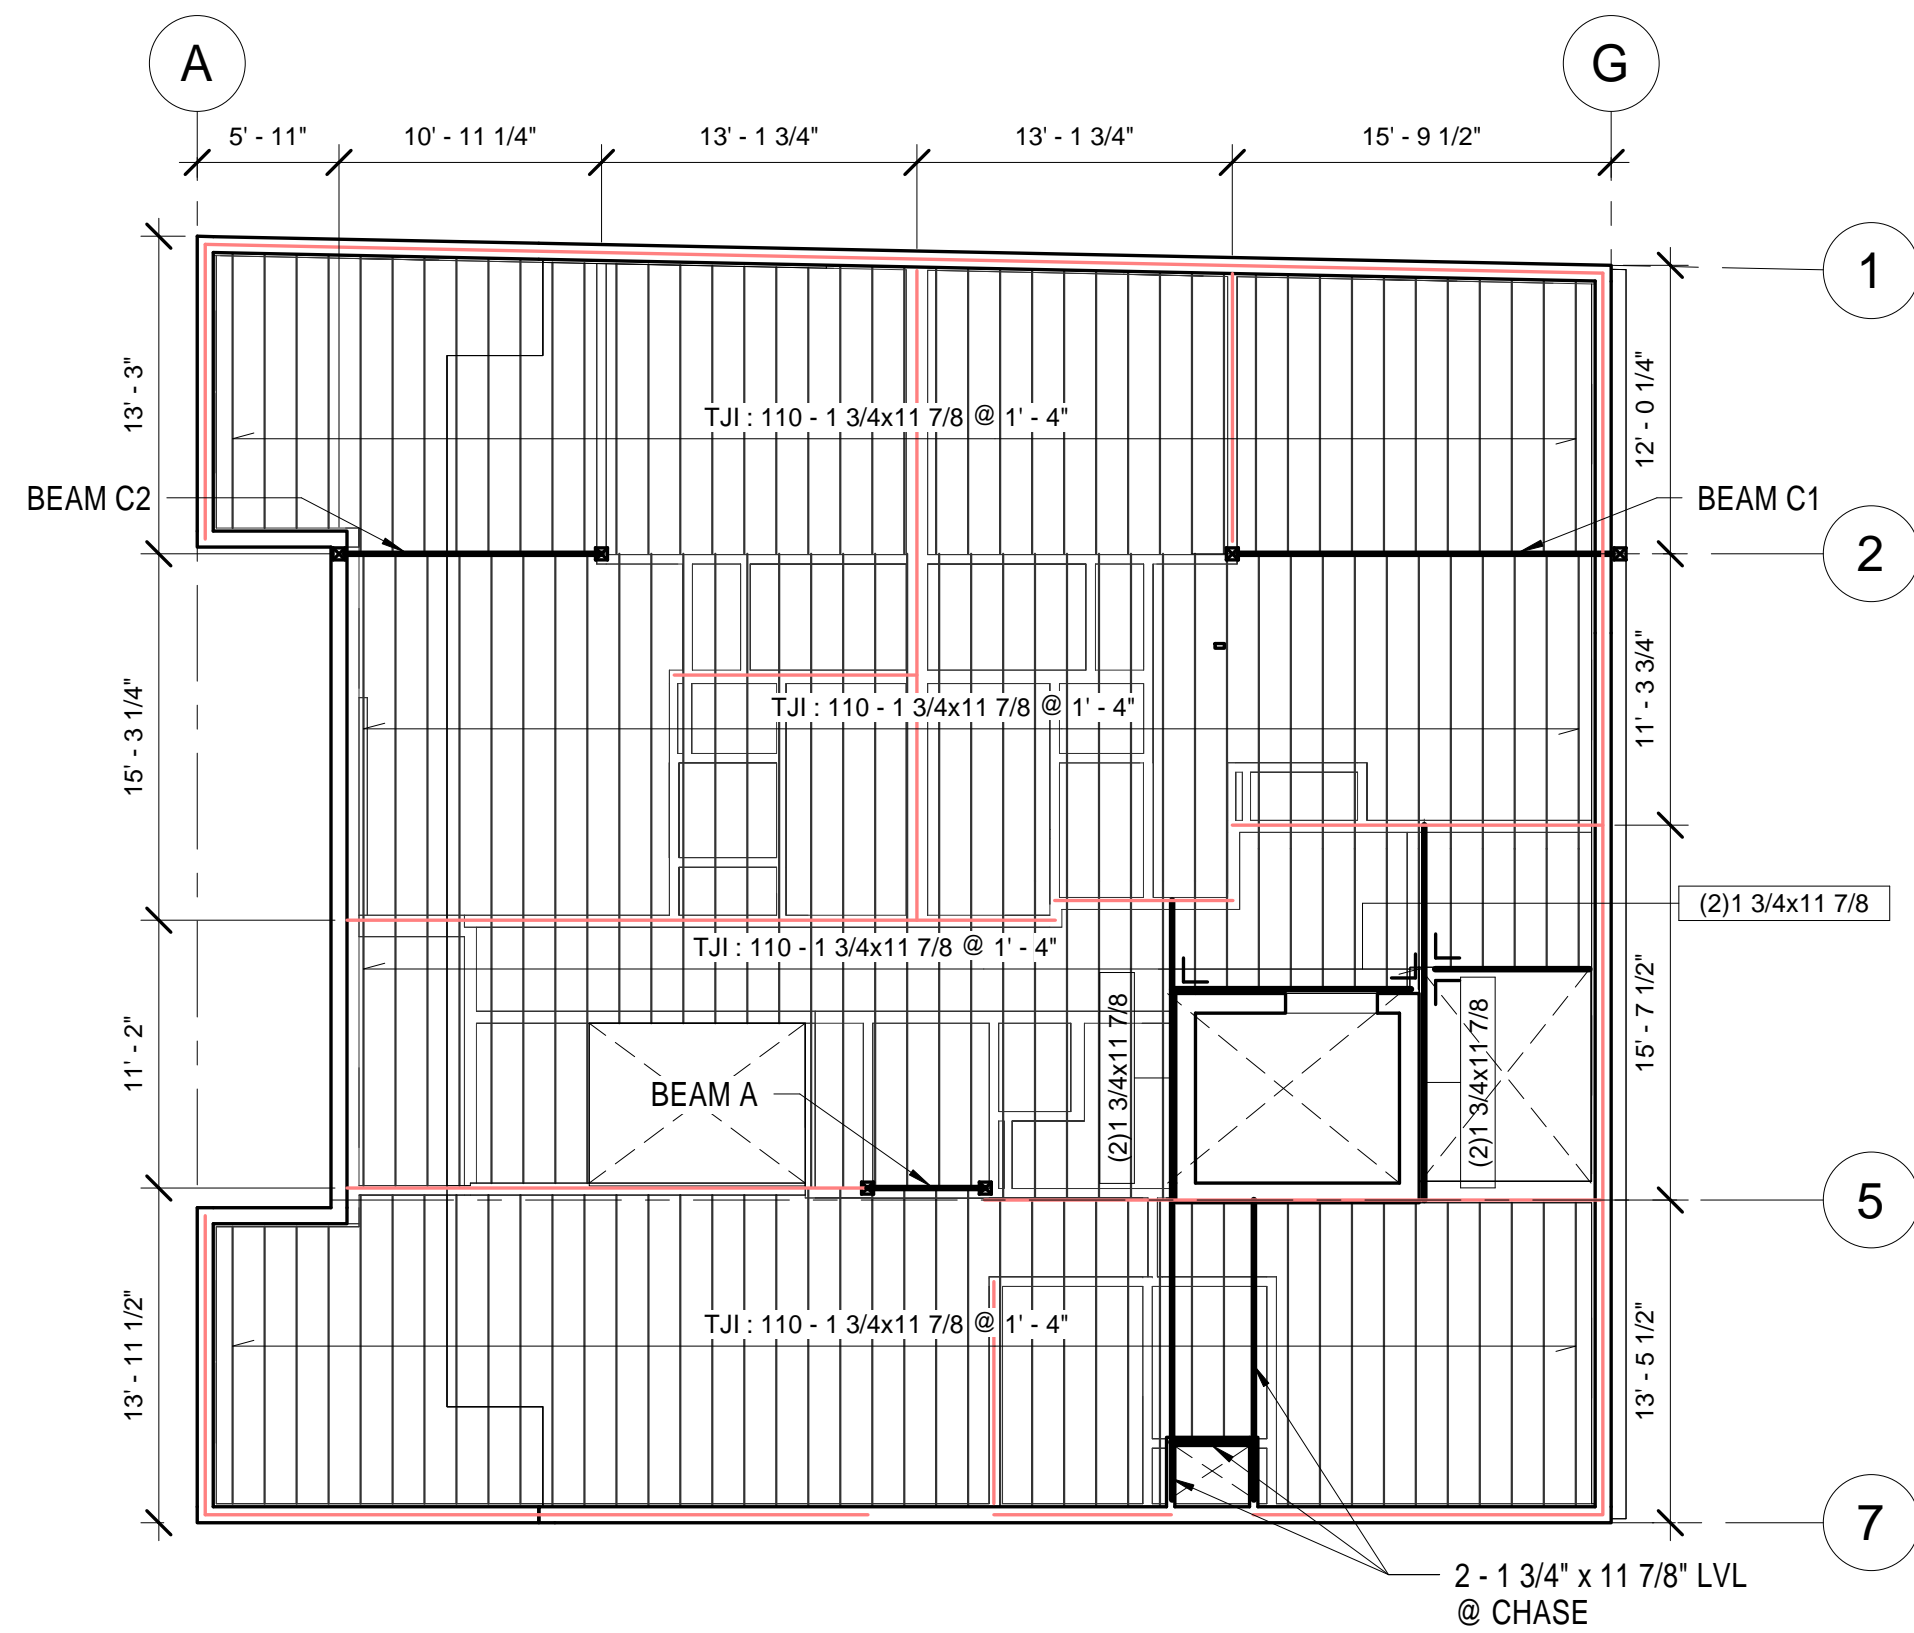 A
G
5' - 11"
10' - 11 1/4"
13' - 1 3/4"
13' - 1 3/4"
15' - 9 1/2"
1
13' - 3"
TJI : 110 - 1 3/4x11 7/8 @ 1' - 4"
12' - 0 1/4"
BEAM C2
BEAM C1
2
15' - 3 1/4"
TJI : 110 - 1 3/4x11 7/8 @ 1' - 4"
11' - 3 3/4"
(2)1 3/4x11 7/8
TJI : 110 - 1 3/4x11 7/8 @ 1' - 4"
11' - 2"
BEAM A
(2)1 3/4x11 7/8
(2)1 3/4x11 7/8
15' - 7 1/2"
5
13' - 11 1/2"
TJI : 110 - 1 3/4x11 7/8 @ 1' - 4"
13' - 5 1/2"
7
2 - 1 3/4" x 11 7/8" LVL
@ CHASE